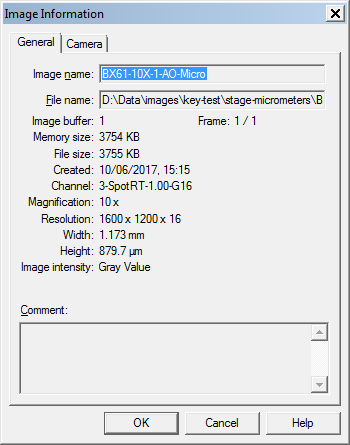 Image Information
General
Camera
Image name: BX61-10X-1-AO-Micro
File name: D:\Data\images\key-test\stage-micrometers\B
Image buffer: 1 Frame: 1 / 1
Memory size: 3754 KB
File size: 3755 KB
Created: 10/06/2017, 15:15
Channel: 3-SpotRT-1.00-G16
Magnification: 10 x
Resolution: 1600 x 1200 x 16
Width: 1.173 mm
Height: 879.7 µm
Image intensity: Gray Value
Comment:
OK
Cancel
Help